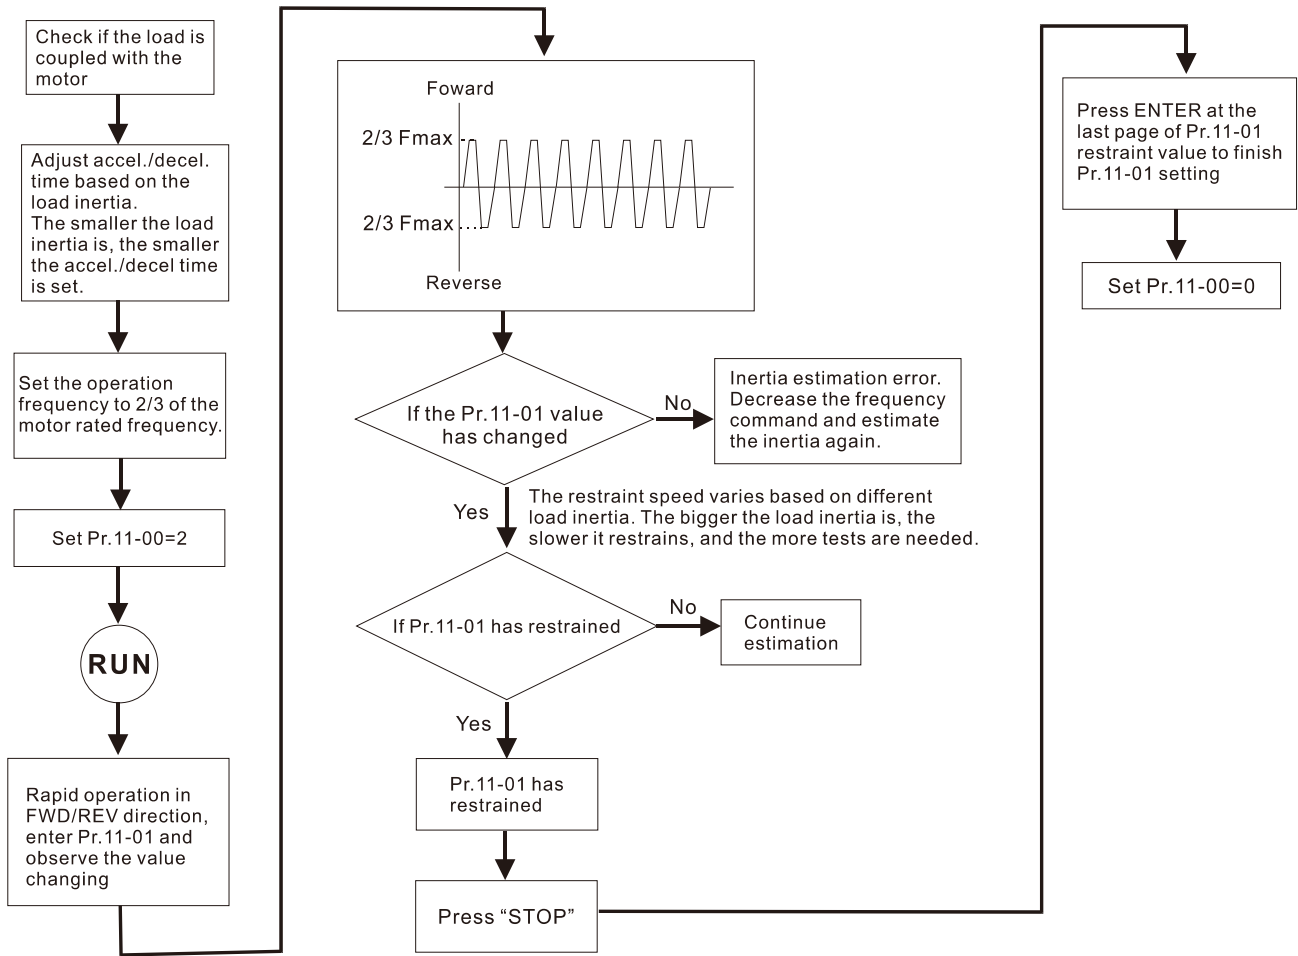 Check if the load is
coupled with the
motor
Adjust accel./decel.
time based on the
load inertia.
The smaller the load
inertia is, the smaller
the accel./decel time
is set.
Set the operation
frequency to 2/3 of the
motor rated frequency.
Set Pr.11-00=2
RUN
Rapid operation in
FWD/REV direction,
enter Pr.11-01 and
observe the value
changing
Foward
2/3 Fmax
2/3 Fmax
Reverse
If the Pr.11-01 value
has changed
No
Inertia estimation error.
Decrease the frequency
command and estimate
the inertia again.
Yes
The restraint speed varies based on different
load inertia. The bigger the load inertia is, the
slower it restrains, and the more tests are needed.
If Pr.11-01 has restrained
No
Continue
estimation
Yes
Pr.11-01 has
restrained
Press “STOP”
Press ENTER at the
last page of Pr.11-01
restraint value to finish
Pr.11-01 setting
Set Pr.11-00=0